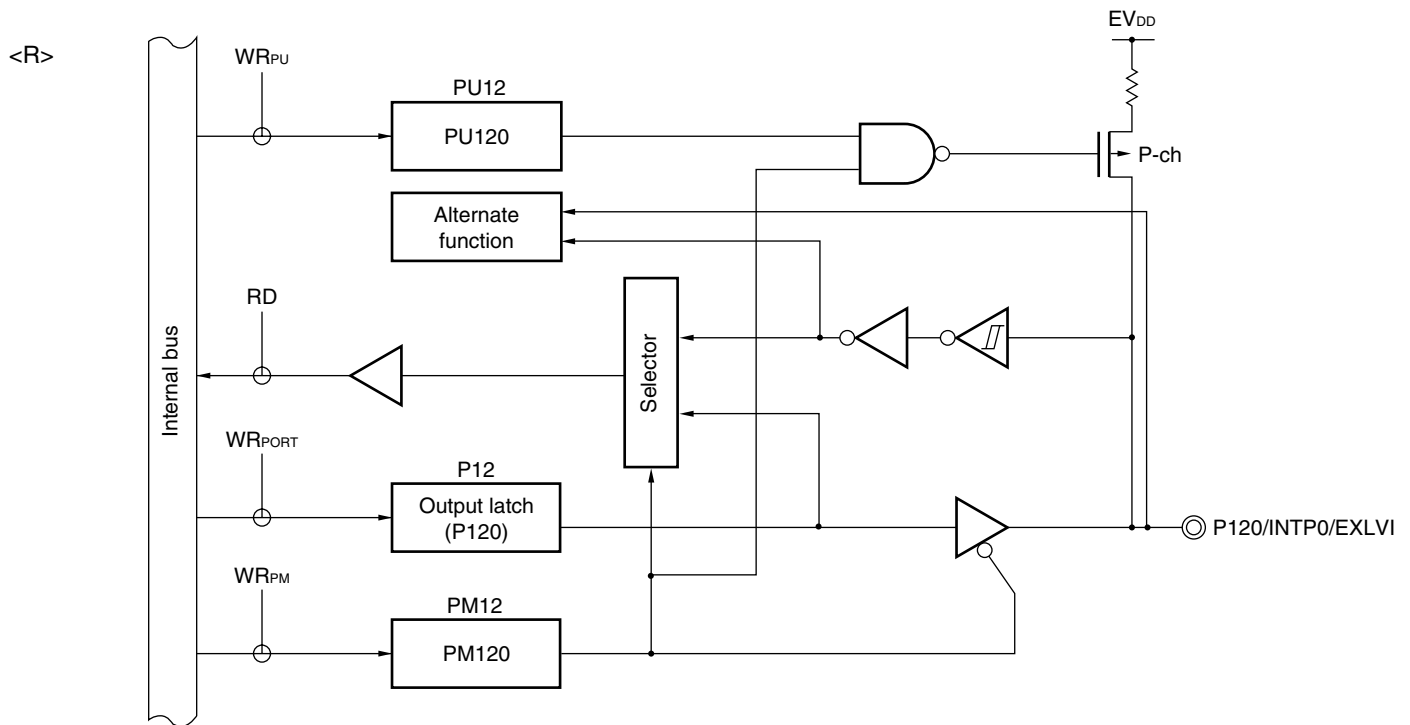 <R>
EVDD
WRPU
PU12
PU120
P-ch
Alternate
function
RD
Selector
Internal bus
WRPORT
P12
Output latch
(P120)
P120/INTP0/EXLVI
WRPM
PM12
PM120